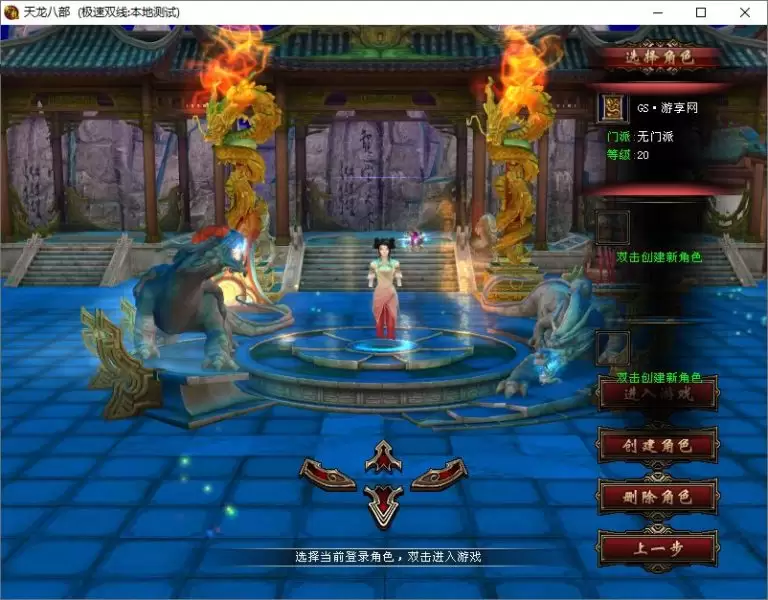 天龙八部 (极速双线:本地测试)
选择角色
GS·游享网
门派:无门派
等级:20
双击创建新角色
双击创建新角色
进入游戏
创建角色
删除角色
上一步
选择当前登录角色，双击进入游戏